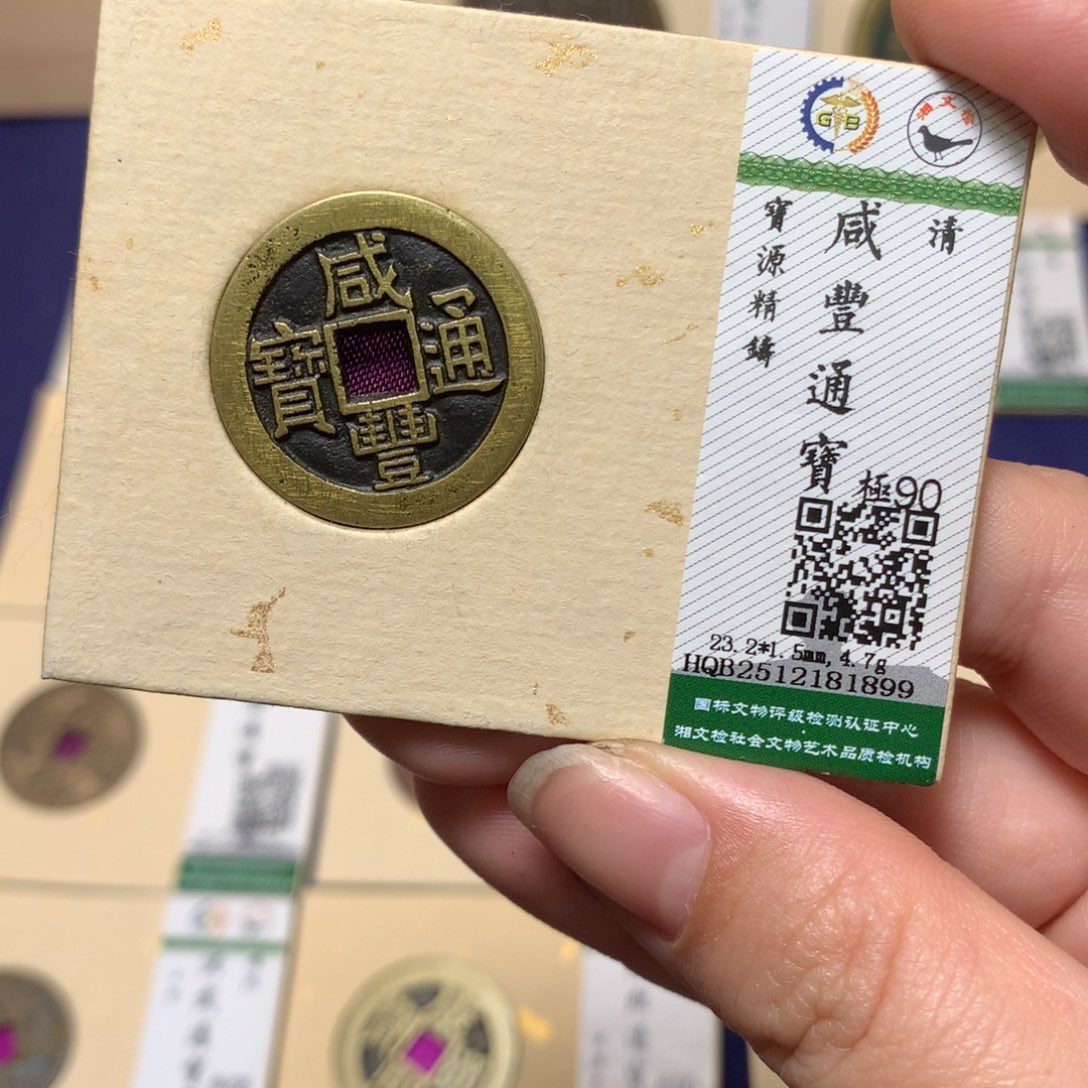 咸豐通寶
GB
湘文检
清
咸豐通寶
寶源精鑄
極90
23.2*1.5mm,4.7g
HQB2512181899
国标文物评级检测认证中心
湘文检社会文物艺术品质检机构